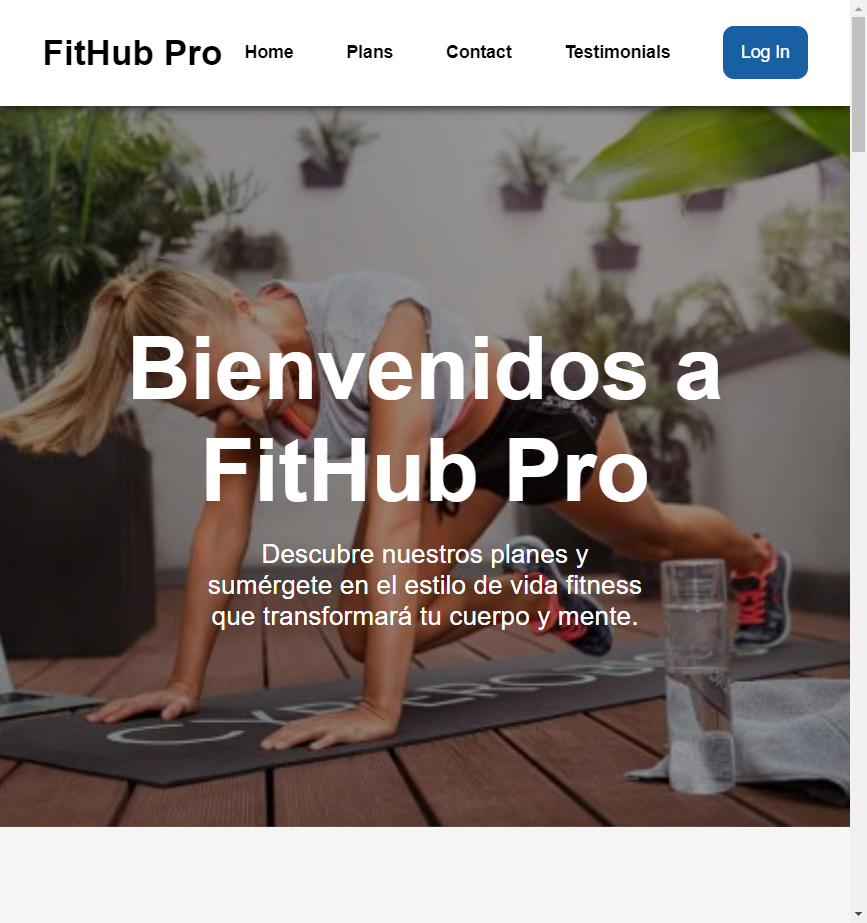 FitHub Pro
Home
Plans
Contact
Testimonials
Log In
Bienvenidos a
FitHub Pro
Descubre nuestros planes y
sumérgete en el estilo de vida fitness
que transformará tu cuerpo y mente.